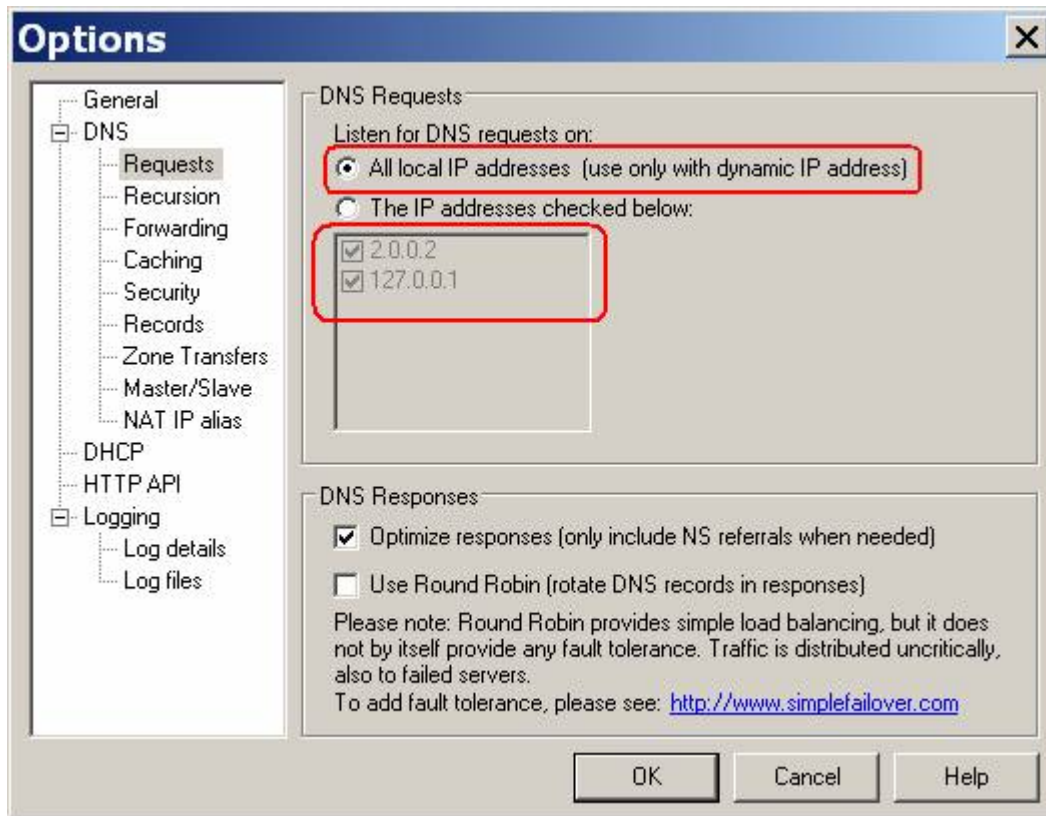 Options
General
DNS
Requests
Recursion
Forwarding
Caching
Security
Records
Zone Transfers
Master/Slave
NAT IP alias
DHCP
HTTP API
Logging
Log details
Log files
DNS Requests
Listen for DNS requests on:
All local IP addresses (use only with dynamic IP address)
The IP addresses checked below:
2.0.0.2
127.0.0.1
DNS Responses
Optimize responses (only include NS referrals when needed)
Use Round Robin (rotate DNS records in responses)
Please note: Round Robin provides simple load balancing, but it does
not by itself provide any fault tolerance. Traffic is distributed uncritically,
also to failed servers.
To add fault tolerance, please see: http://www.simplefailover.com
OK
Cancel
Help